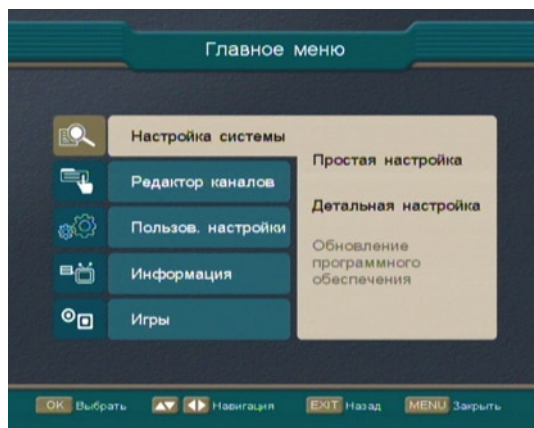 Главное меню
Настройка системы
Редактор каналов
Пользов. настройки
Информация
Игры
Простая настройка
Детальная настройка
Обновление
программного
обеспечения
OK Выбрать Навигация EXIT Назад MENU Закрыть